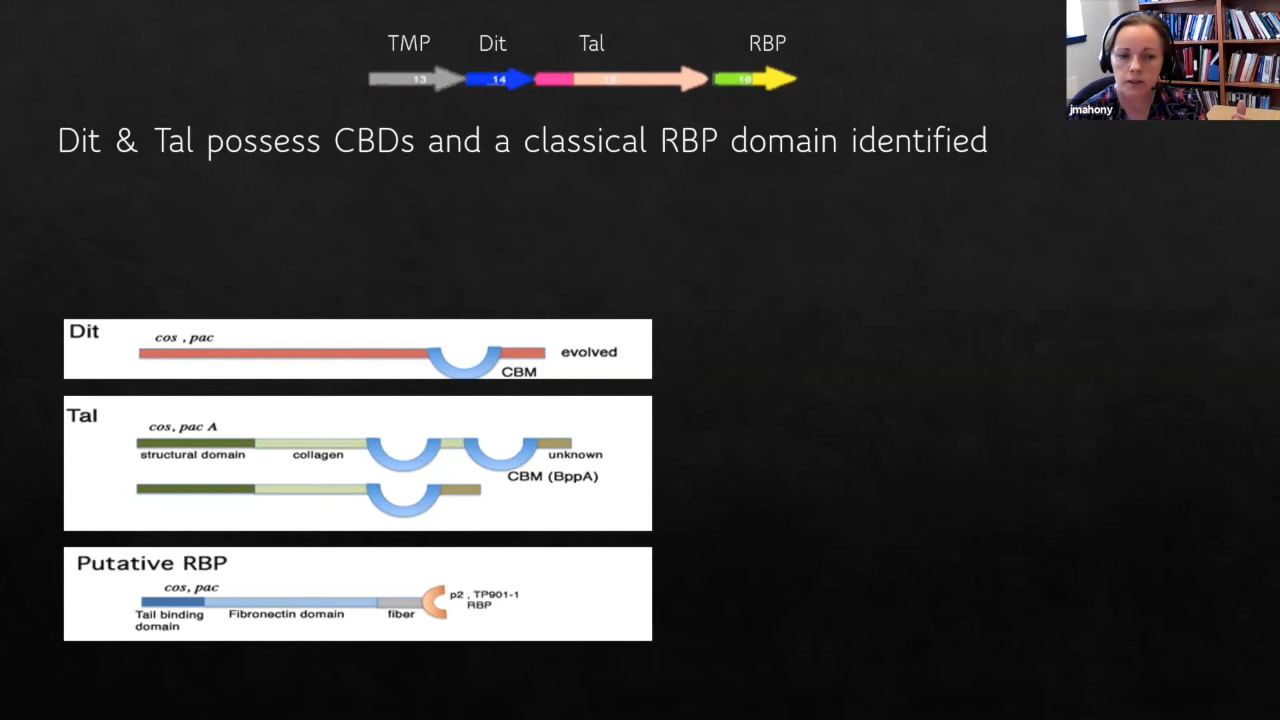 TMP Dit Tal RBP
13 14 15 16
jmahony
Dit & Tal possess CBDs and a classical RBP domain identified
Dit
cos , pac
evolved
CBM
Tal
cos, pac A
structural domain collagen unknown
CBM (BppA)
Putative RBP
cos, pac
p2 , TP901-1
RBP
Tail binding domain
Fibronectin domain
fiber